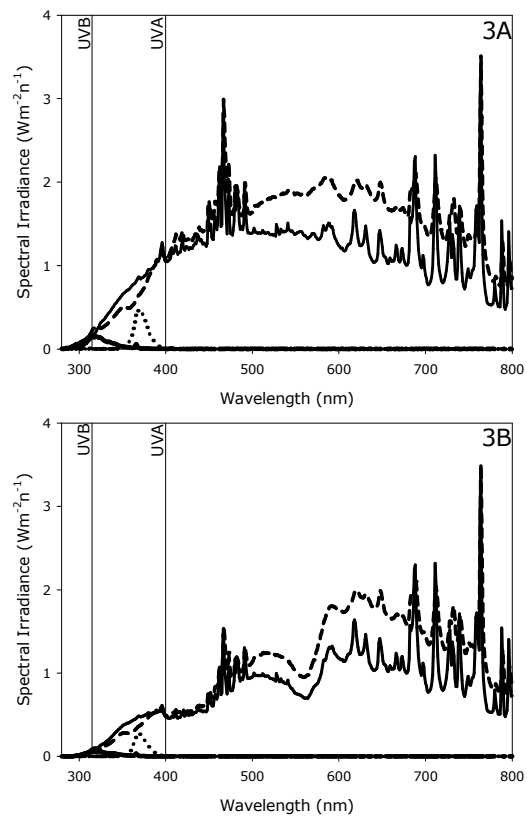 3A
UVB
UVA
4
3
2
1
0
Spectral Irradiance (Wm-2n-1)
300 400 500 600 700 800
Wavelength (nm)
3B
UVB
UVA
4
3
2
1
0
Spectral Irradiance (Wm-2n-1)
300 400 500 600 700 800
Wavelength (nm)